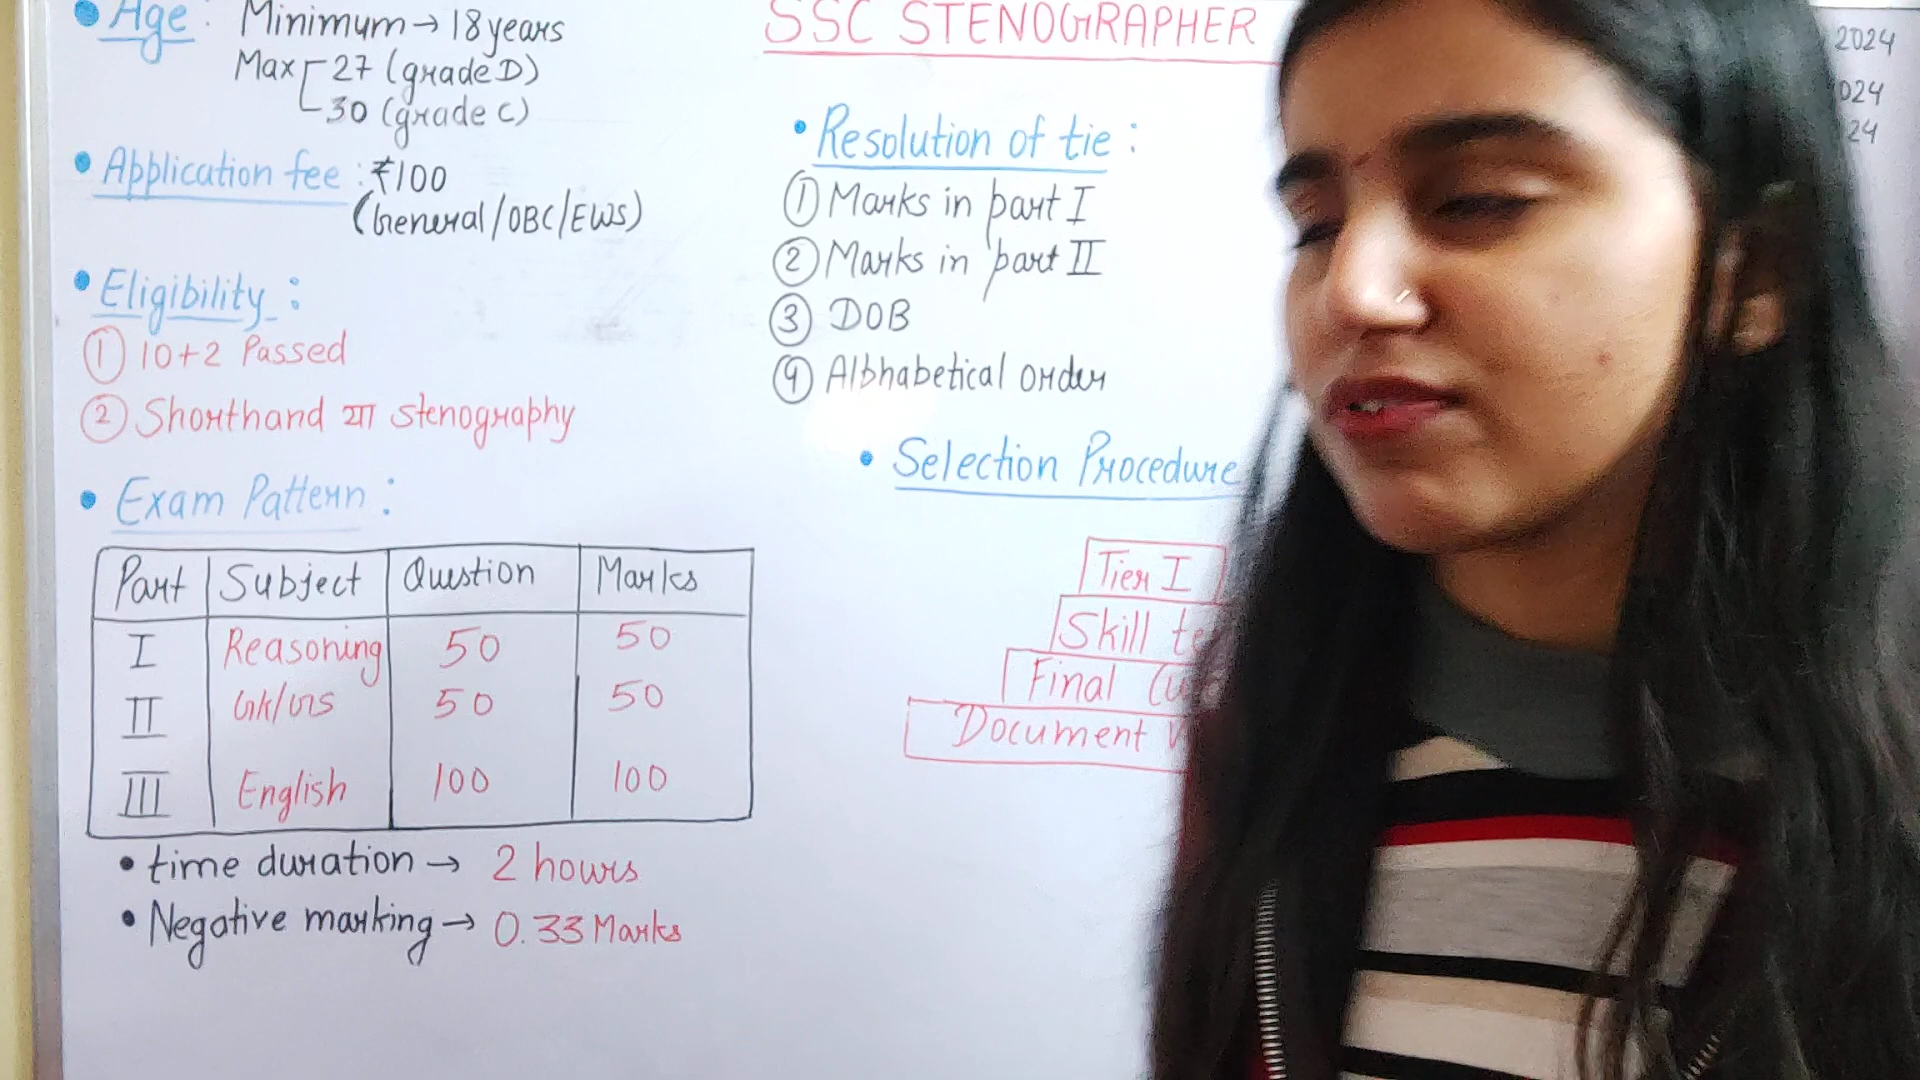 • Age : Minimum → 18 years
Max 27 (grade D)
30 (grade C)
• Application fee : ₹100
(General/OBC/EWS)
• Eligibility :
① 10+2 Passed
② Shorthand या stenography
• Exam Pattern :
Part Subject Question Marks
I Reasoning 50 50
II GK/GS 50 50
III English 100 100
• time duration → 2 hours
• Negative marking → 0.33 Marks
SSC STENOGRAPHER
• Resolution of tie :
① Marks in part I
② Marks in part II
③ DOB
④ Alphabetical order
• Selection Procedure
Tier I
Skill
Final
Document
2024
024
24